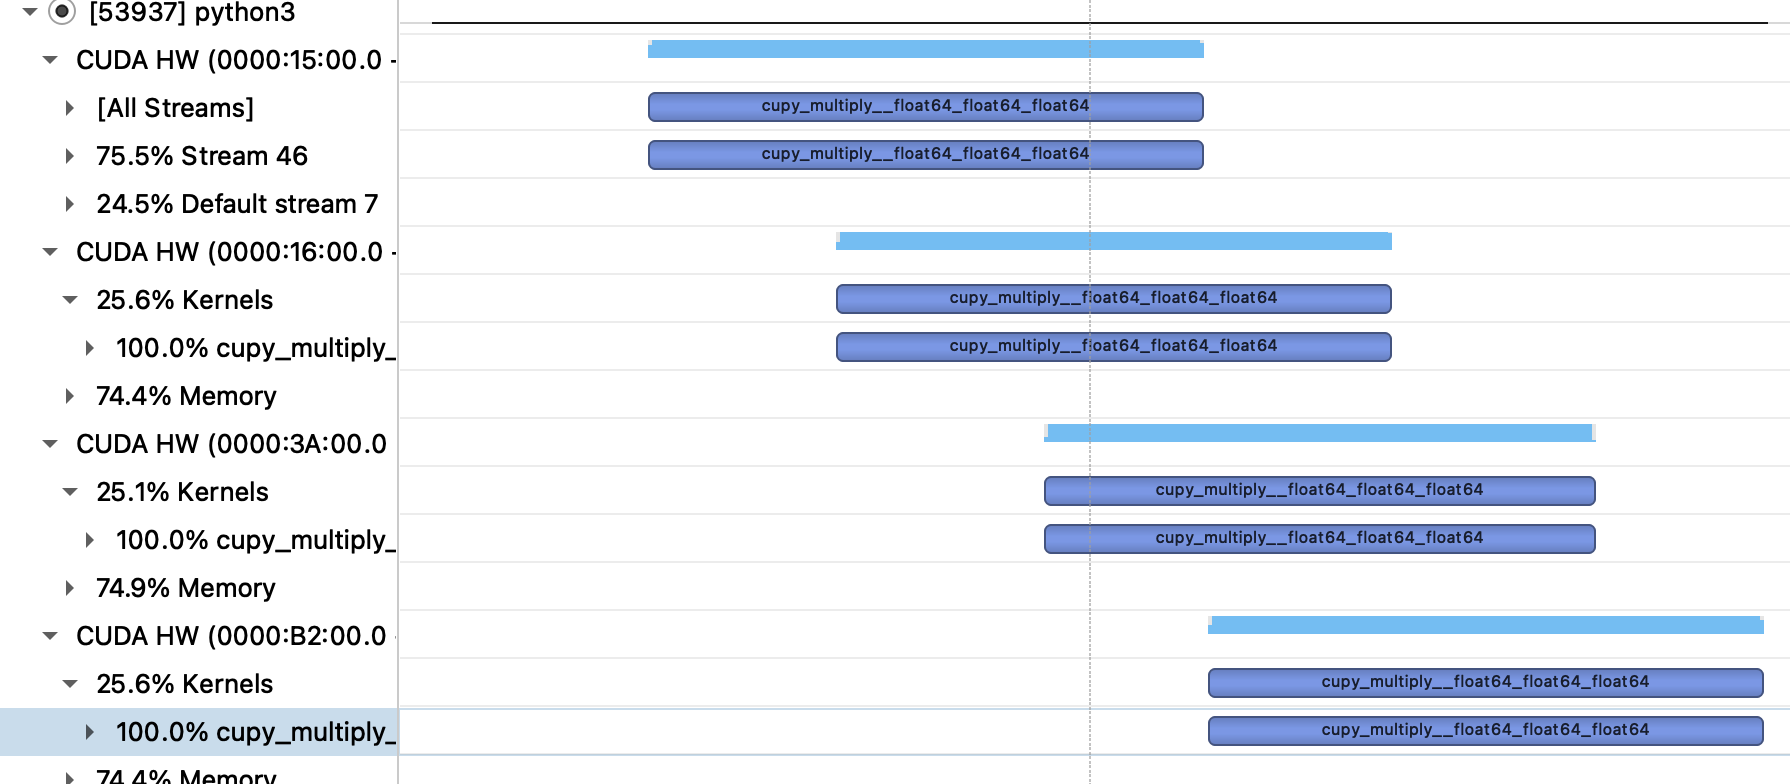 [53937] python3
CUDA HW (0000:15:00.0 -
[All Streams]
cupy_multiply__float64_float64_float64
75.5% Stream 46
cupy_multiply__float64_float64_float64
24.5% Default stream 7
CUDA HW (0000:16:00.0 -
25.6% Kernels
cupy_multiply__float64_float64_float64
100.0% cupy_multiply_
cupy_multiply__float64_float64_float64
74.4% Memory
CUDA HW (0000:3A:00.0
25.1% Kernels
cupy_multiply__float64_float64_float64
100.0% cupy_multiply_
cupy_multiply__float64_float64_float64
74.9% Memory
CUDA HW (0000:B2:00.0
25.6% Kernels
cupy_multiply__float64_float64_float64
100.0% cupy_multiply_
cupy_multiply__float64_float64_float64
74.4% Memory